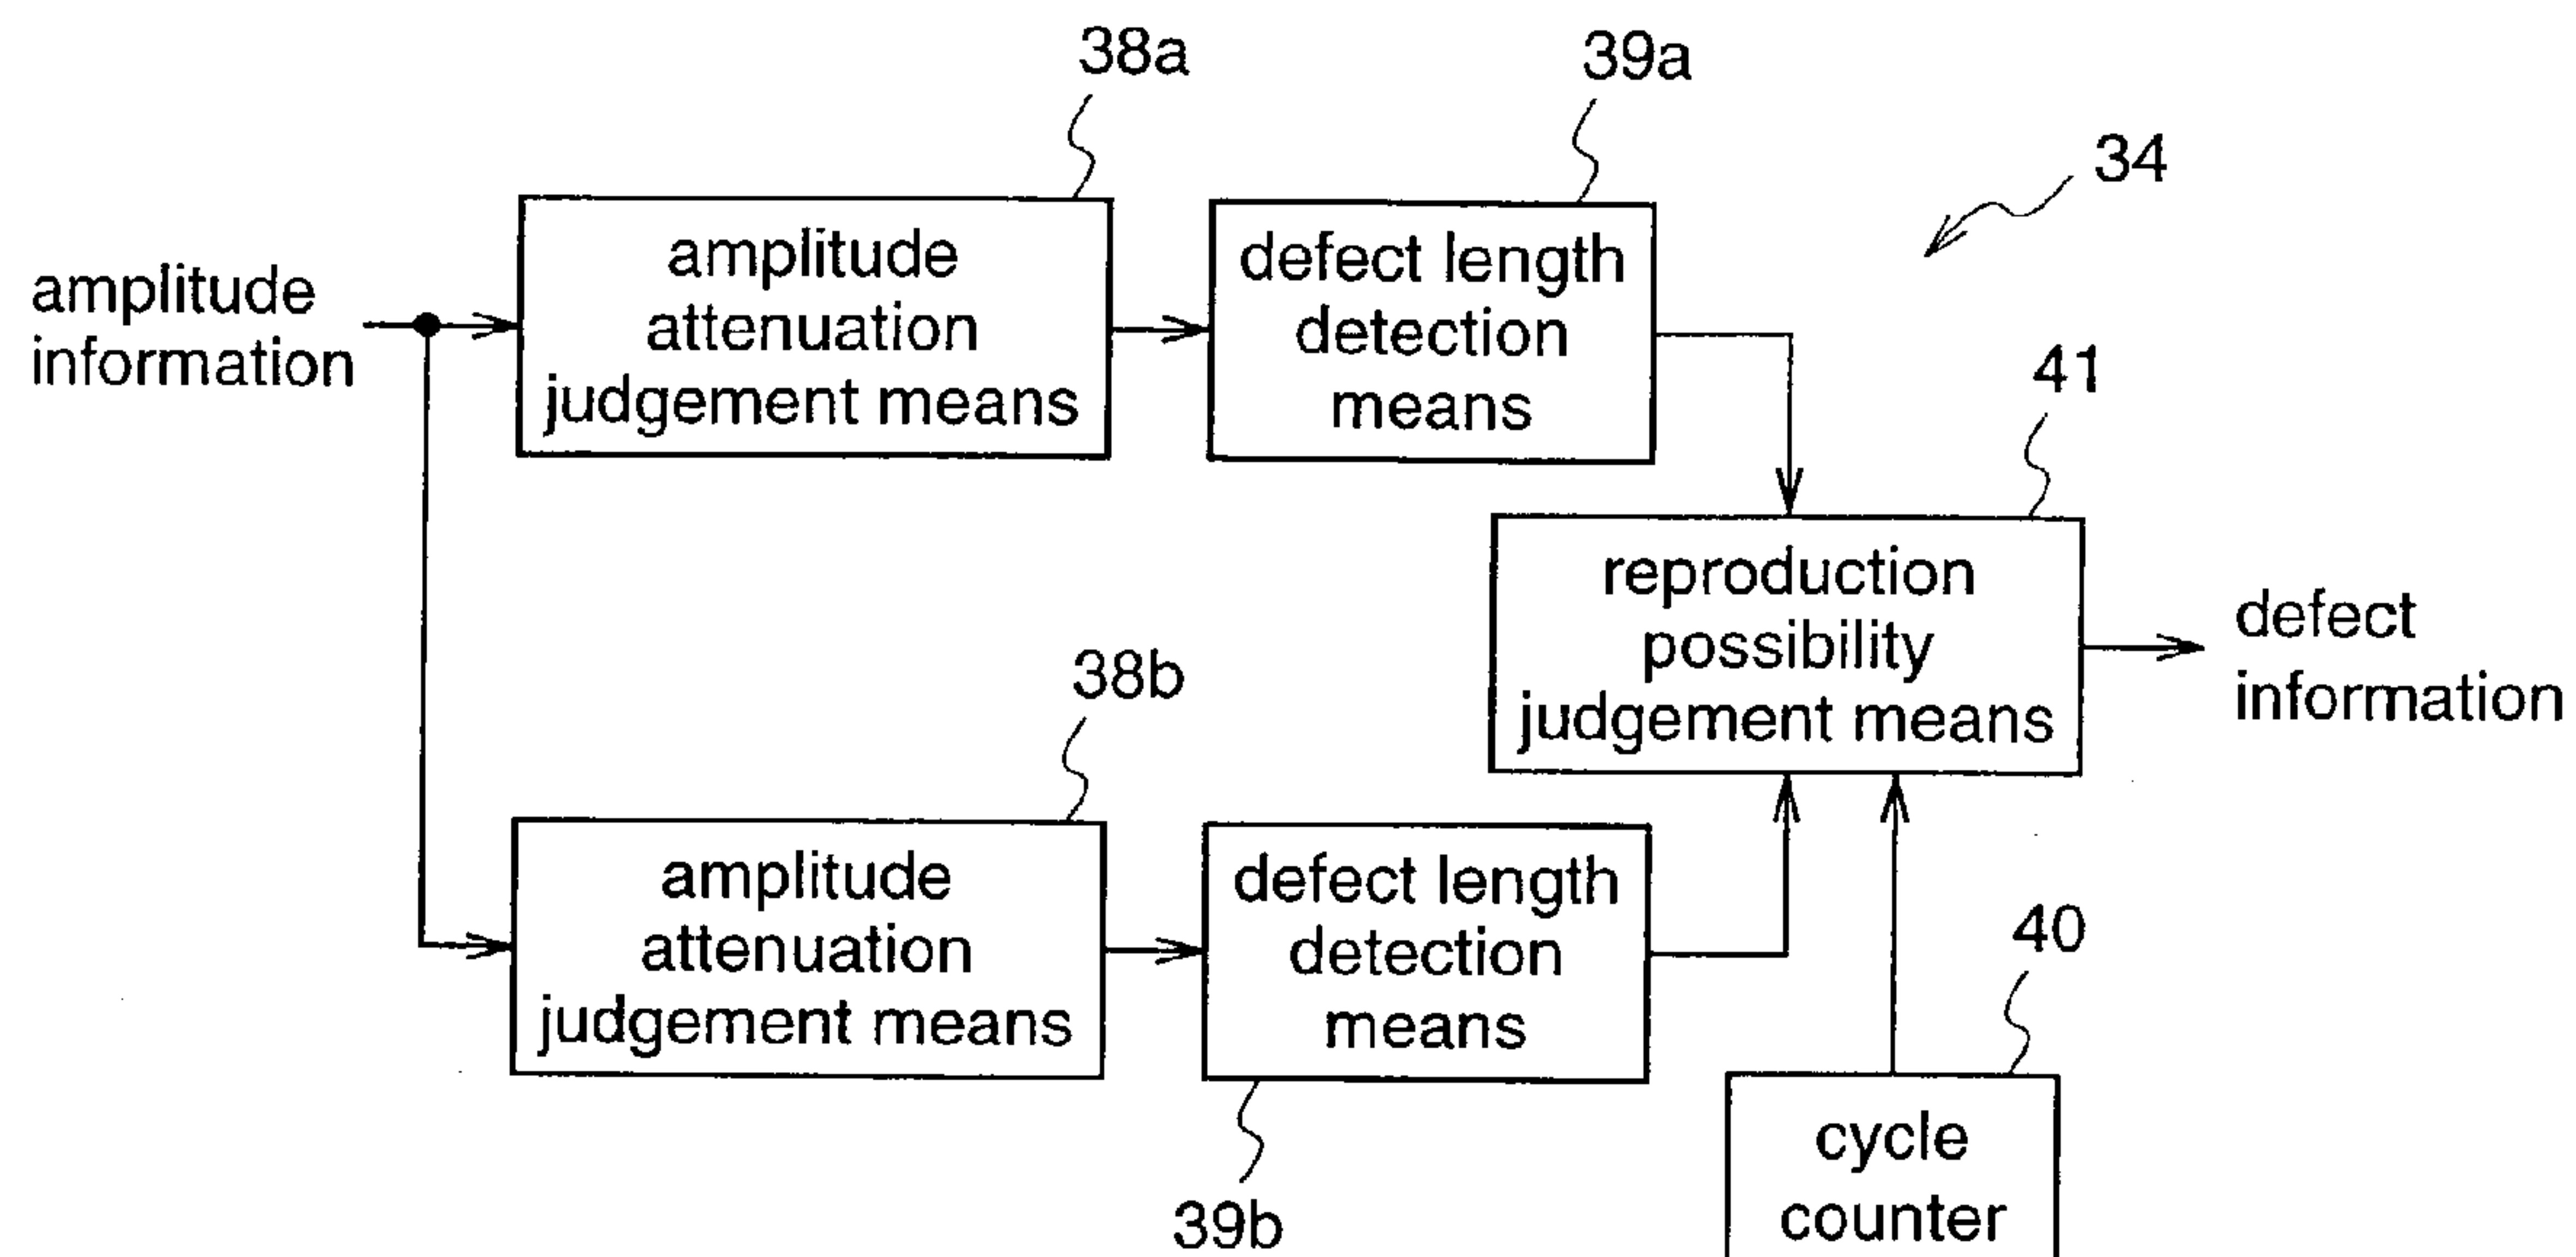 38a
39a
34
amplitude
information
amplitude
attenuation
judgement means
defect length
detection
means
41
reproduction
possibility
judgement means
defect
information
38b
amplitude
attenuation
judgement means
defect length
detection
means
39b
40
cycle
counter